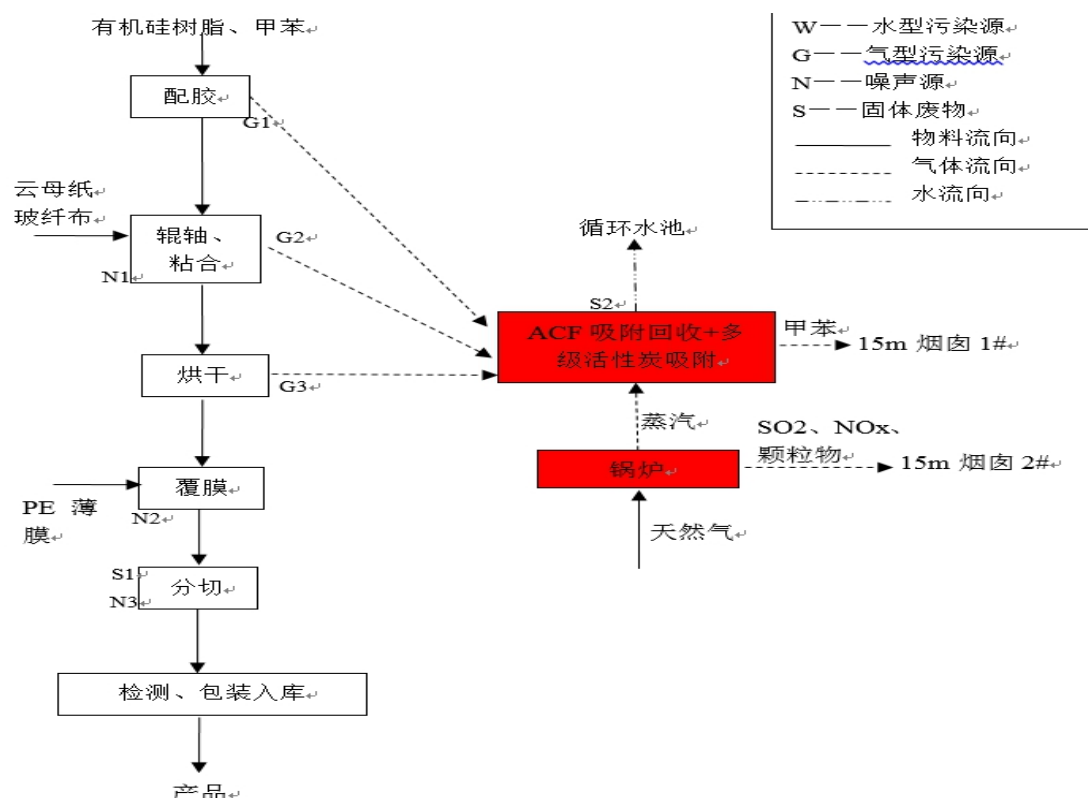 有机硅树脂、甲苯
配胶
G1
云母纸
玻纤布
辊轴、
粘合
N1
G2
烘干
G3
PE 薄
膜
覆膜
N2
S1
N3
分切
检测、包装入库
产品
W——水型污染源
G——气型污染源
N——噪声源
S——固体废物
物料流向
气体流向
水流向
循环水池
S2
ACF 吸附回收+多
级活性炭吸附
甲苯
15m 烟囱 1#
蒸汽
锅炉
SO2、NOx、
颗粒物
15m 烟囱 2#
天然气